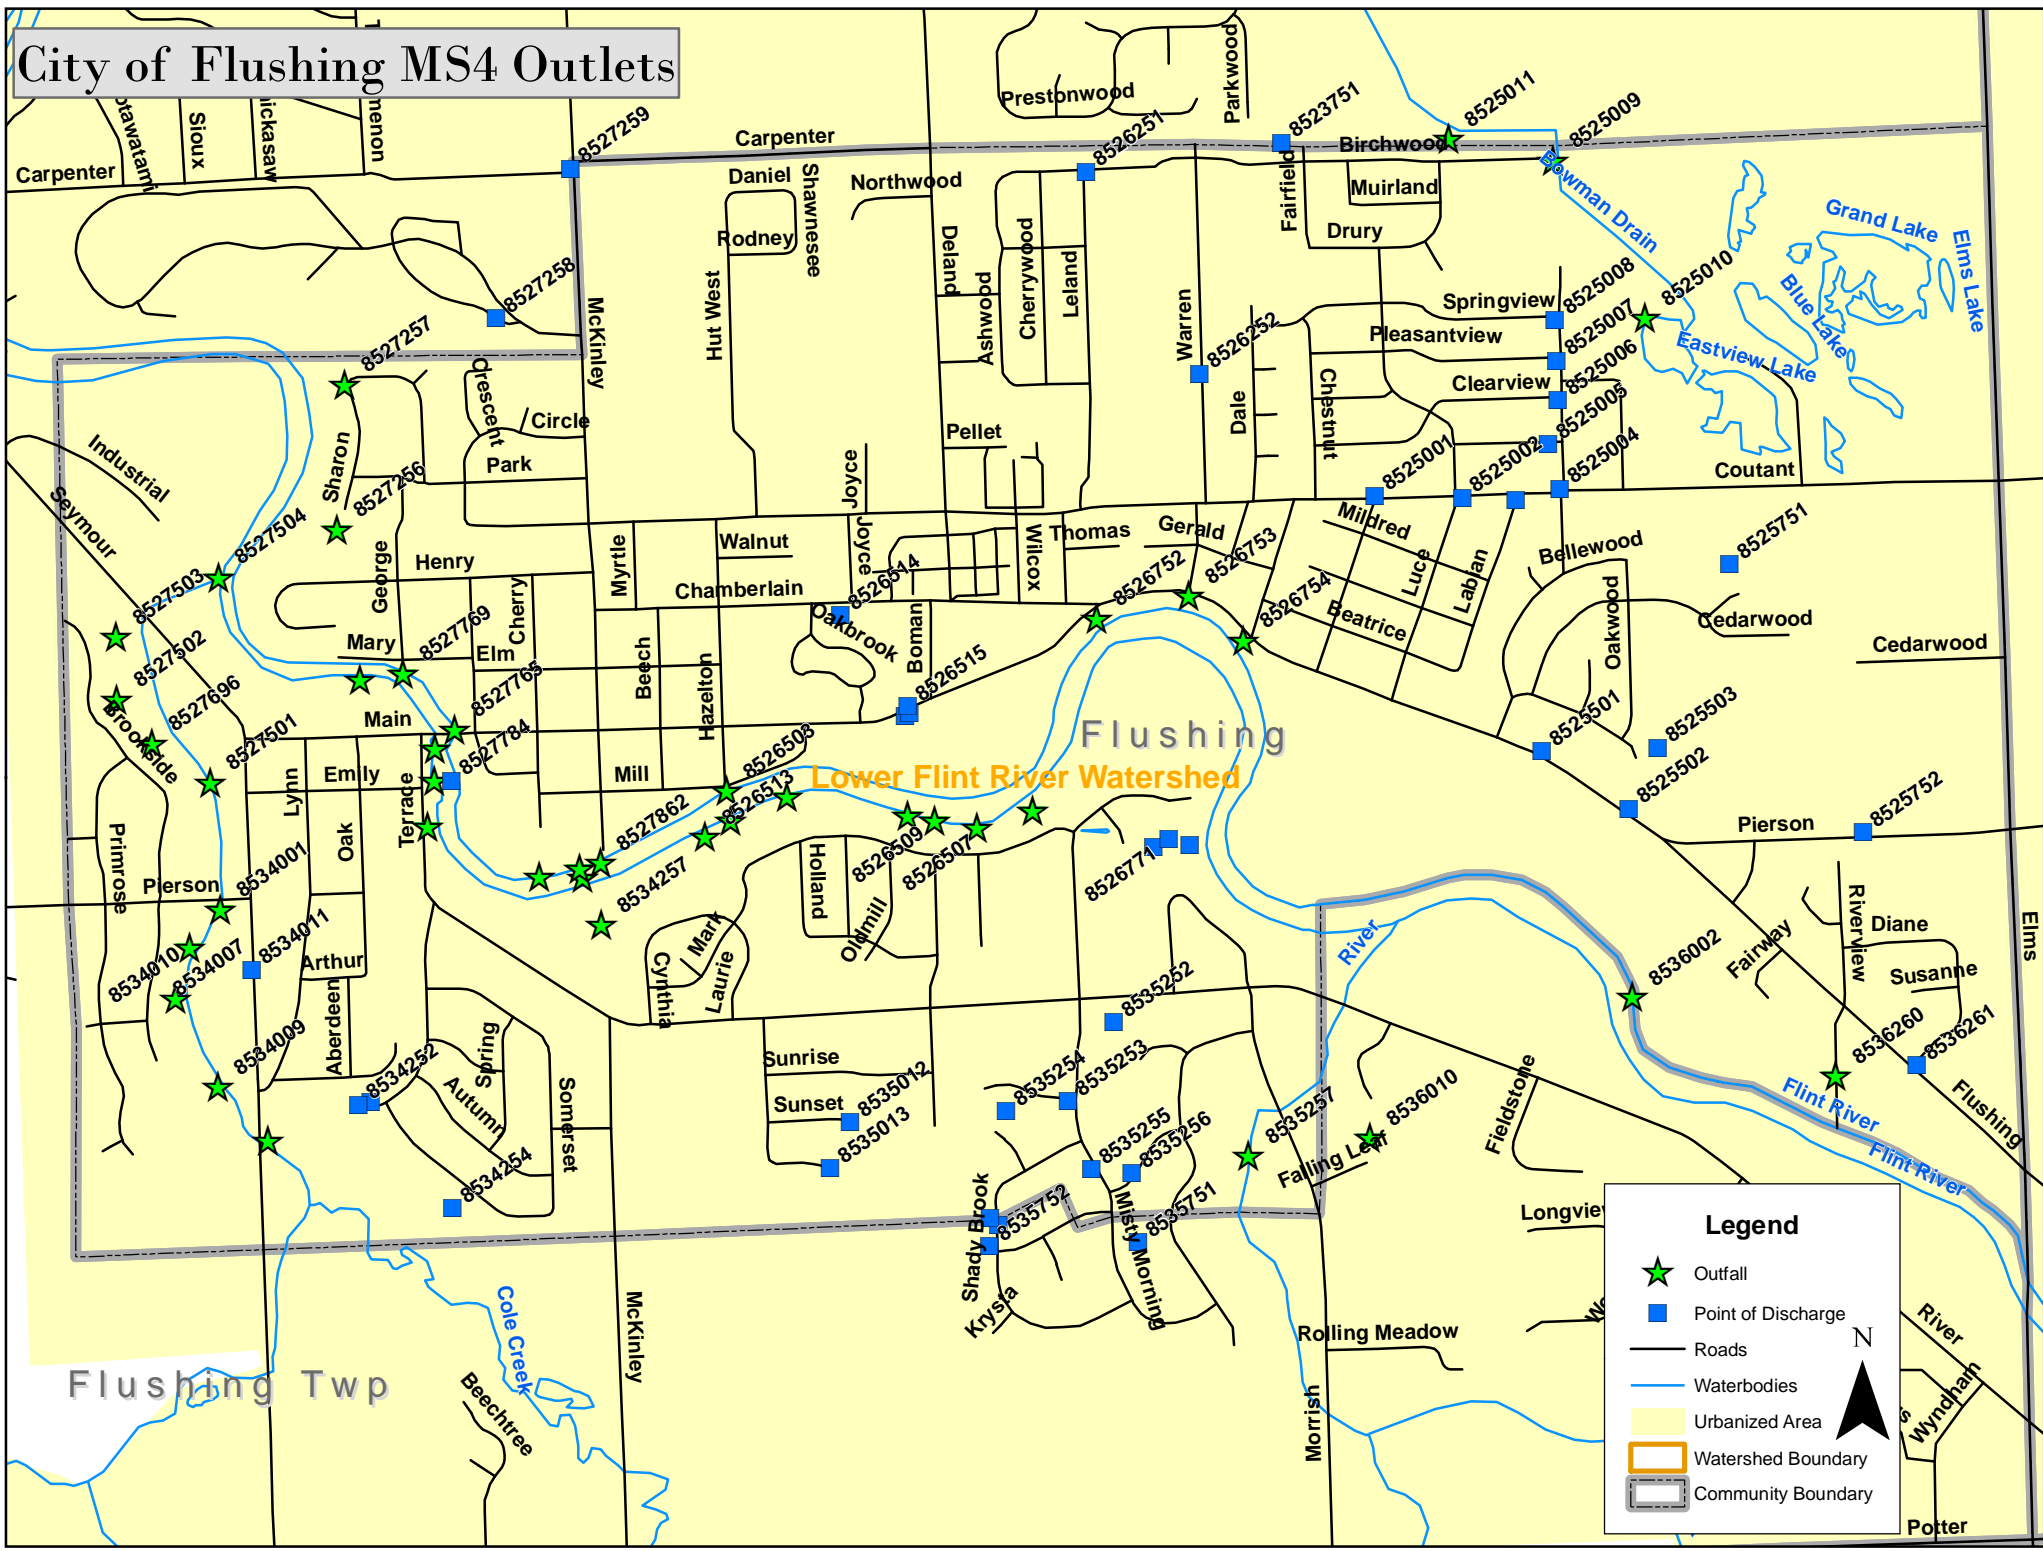 City of Flushing MS4 Outlets
Sioux
Carpenter
8527259
Carpenter
Prestonwood
Parkwood
8526251
8523751
Birchwood
8525011
8525009
Bowman Drain
Daniel
Shawnesee
Rodney
Northwood
Deland
Ashwood
Cherrywood
Leland
Hut West
Warren
Fairfield
Muirland
Drury
Grand Lake
Elms Lake
Blue Lake
Eastview Lake
8525010
Springview
8525008
Pleasantview
8525007
8525006
Clearview
8525005
8525004
8525001
8525002
Coutant
8526252
Dale
Chestnut
8527258
8527257
McKinley
Crescent
Circle
Park
Sharon
8527256
Industrial
Seymour
8527504
8527503
8527502
8527696
8527501
Brookside
George
Henry
Mary
8527769
Cherry
Elm
8527765
Main
8527784
Emily
Lynn
Oak
Terrace
Myrtle
Walnut
Chamberlain
Beech
Hazelton
Mill
Joyce
Joyce
Pellet
Wilcox
Thomas
Gerald
8526514
Oakbrook
Boman
8526515
8526752
8526753
8526754
Mildred
Luce
Labian
Beatrice
Bellewood
Oakwood
8525751
Cedarwood
Cedarwood
8525501
8525503
8525502
8525752
Pierson
Flushing
Lower Flint River Watershed
8526503
8526513
8527862
8534257
8526509
8526507
8526771
Holland
Oldmill
Mark
Laurie
Cynthia
Primrose
Pierson
8534001
8534011
8534010
8534007
8534009
Arthur
Aberdeen
8534252
Spring
Autumn
Somerset
8534254
Sunrise
Sunset
8535012
8535013
8535252
8535254
8535253
8535255
8535256
8535257
8535752
8535751
Shady Brook
Misty Morning
Krysta
River
Falling Leaf
8536010
Fieldstone
8536002
Fairway
Riverview
Diane
Susanne
Elms
8536260
8536261
Flushing
Flint River
Flint River
Longview
Rolling Meadow
Morrish
McKinley
Cole Creek
Beechtree
Flushing Twp
River
Wyndham
Potter
Legend
Outfall
Point of Discharge
Roads
Waterbodies
Urbanized Area
Watershed Boundary
Community Boundary
N